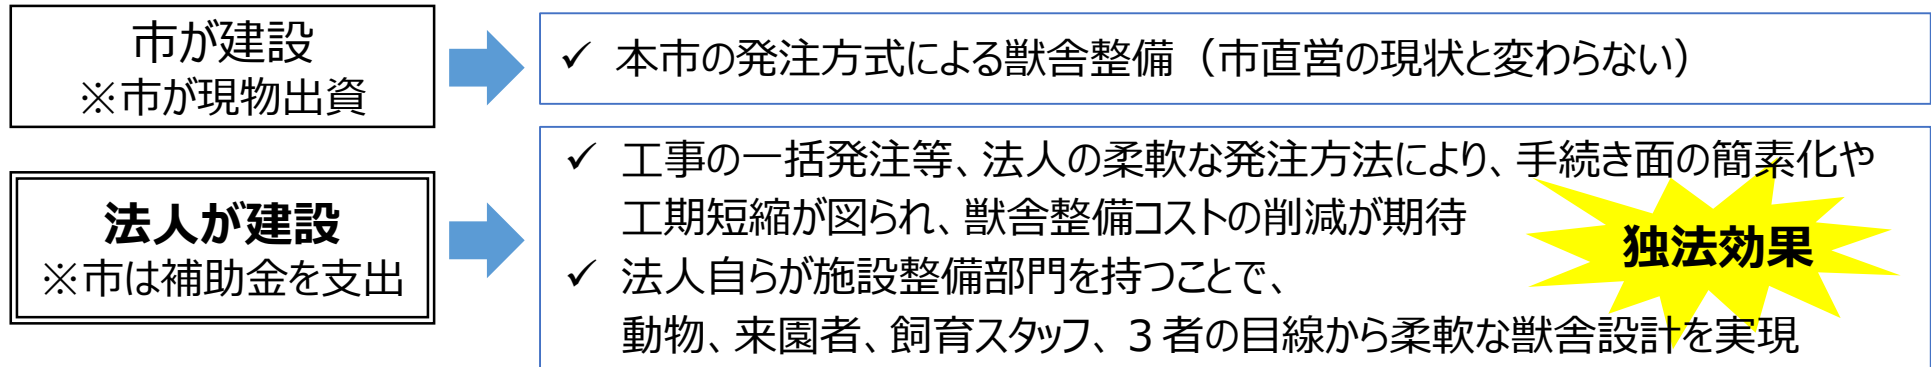 市が建設
※市が現物出資
✓ 本市の発注方式による獣舎整備（市直営の現状と変わらない）
法人が建設
※市は補助金を支出
✓ 工事の一括発注等、法人の柔軟な発注方法により、手続き面の簡素化や
工期短縮が図られ、獣舎整備コストの削減が期待
✓ 法人自らが施設整備部門を持つことで、
動物、来園者、飼育スタッフ、３者の目線から柔軟な獣舎設計を実現
独法効果